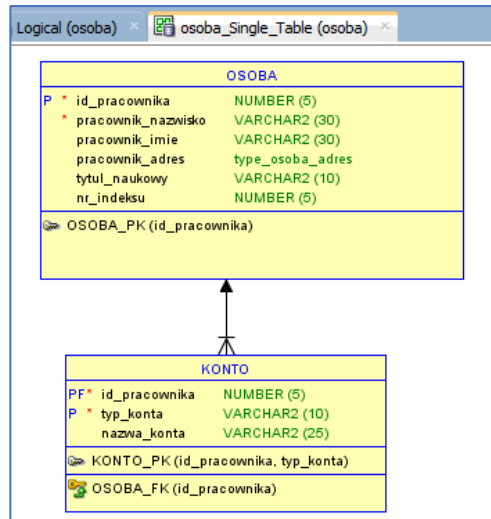 Logical (osoba) × osoba_Single_Table (osoba) ×
OSOBA
P * id_pracownika NUMBER (5)
* pracownik_nazwisko VARCHAR2 (30)
pracownik_imie VARCHAR2 (30)
pracownik_adres type_osoba_adres
tytul_naukowy VARCHAR2 (10)
nr_indeksu NUMBER (5)
OSOBA_PK (id_pracownika)
KONTO
PF* id_pracownika NUMBER (5)
P * typ_konta VARCHAR2 (10)
nazwa_konta VARCHAR2 (25)
KONTO_PK (id_pracownika, typ_konta)
OSOBA_FK (id_pracownika)